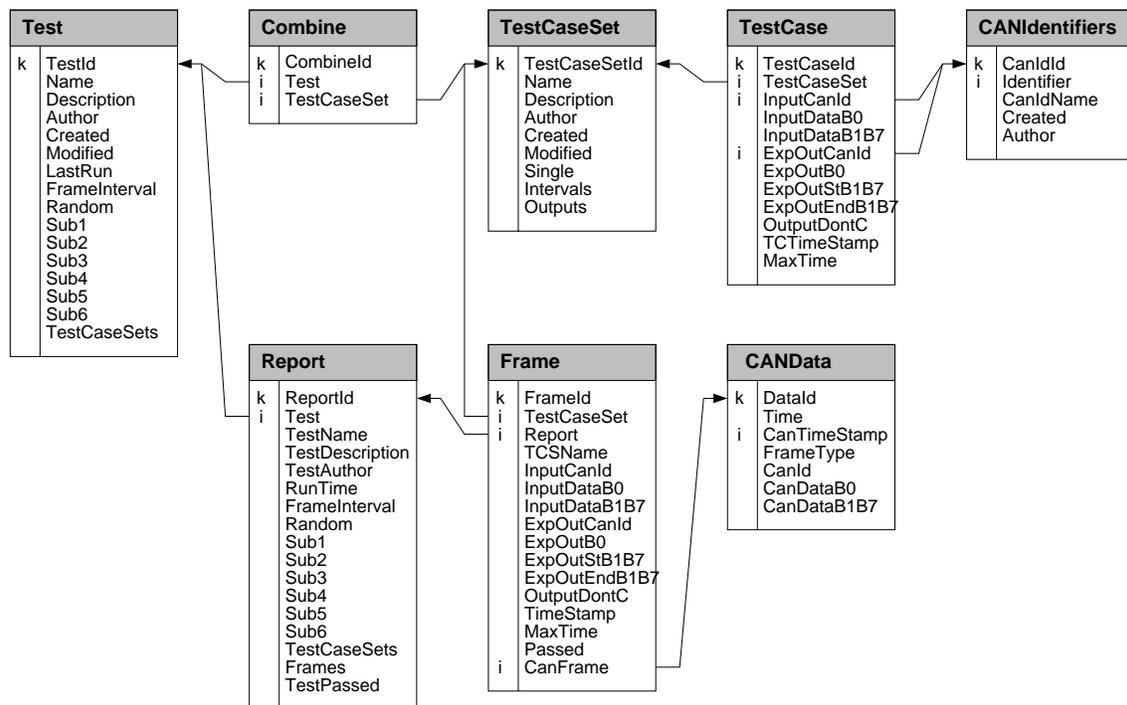 Test
k TestId
Name
Description
Author
Created
Modified
LastRun
FrameInterval
Random
Sub1
Sub2
Sub3
Sub4
Sub5
Sub6
TestCaseSets
Combine
k CombineId
i Test
i TestCaseSet
TestCaseSet
k TestCaseSetId
Name
Description
Author
Created
Modified
Single
Intervals
Outputs
TestCase
k TestCaseId
i TestCaseSet
i InputCanId
InputDataB0
InputDataB1B7
i ExpOutCanId
ExpOutB0
ExpOutStB1B7
ExpOutEndB1B7
OutputDontC
TCTimeStamp
MaxTime
CANIdentifiers
k CanIdId
i Identifier
CanIdName
Created
Author
Report
k ReportId
i Test
TestName
TestDescription
TestAuthor
RunTime
FrameInterval
Random
Sub1
Sub2
Sub3
Sub4
Sub5
Sub6
TestCaseSets
Frames
TestPassed
Frame
k FrameId
i TestCaseSet
i Report
TCSName
InputCanId
InputDataB0
InputDataB1B7
ExpOutCanId
ExpOutB0
ExpOutStB1B7
ExpOutEndB1B7
OutputDontC
TimeStamp
MaxTime
Passed
i CanFrame
CANData
k DataId
Time
i CanTimeStamp
FrameType
CanId
CanDataB0
CanDataB1B7